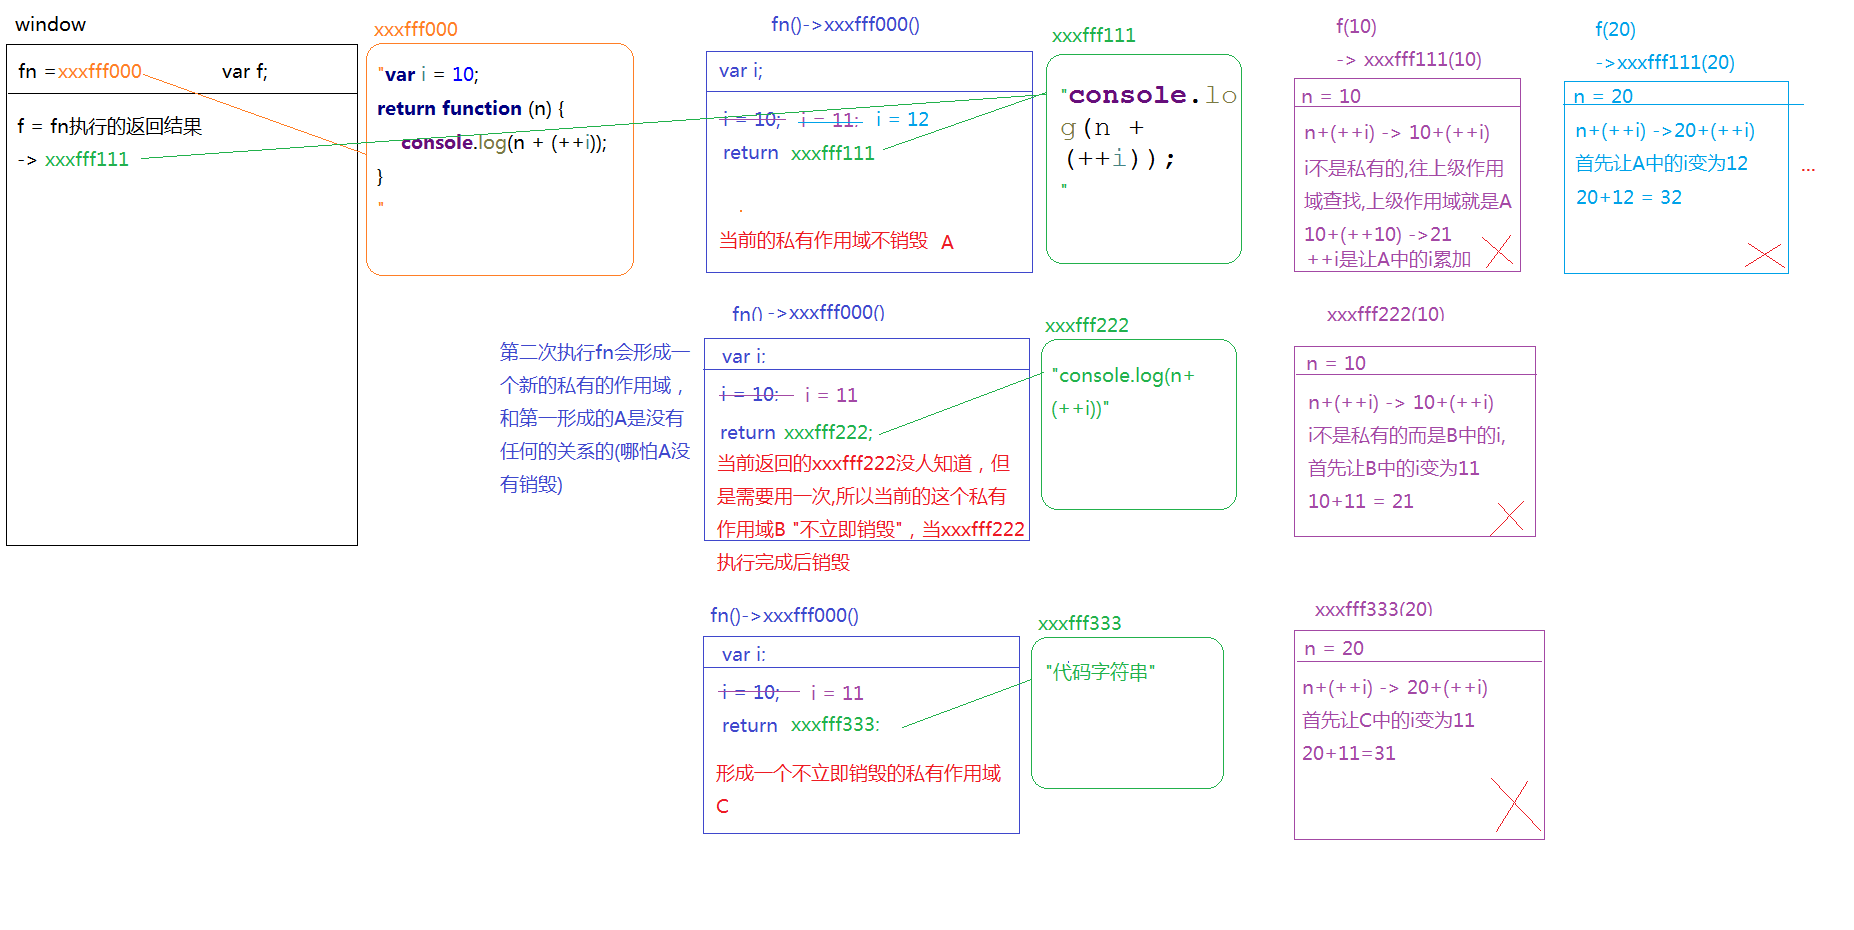 window
fn =xxxfff000
var f;
f = fn执行的返回结果
-> xxxfff111
xxxfff000
"var i = 10;
return function (n) {
console.log(n + (++i));
}
"
fn()->xxxfff000()
var i;
i = 10; i = 11; i = 12
return xxxfff111
当前的私有作用域不销毁 A
xxxfff111
"console.lo
g(n +
(++i));
"
f(10)
-> xxxfff111(10)
n = 10
n+(++i) -> 10+(++i)
i不是私有的,往上级作用
域查找,上级作用域就是A
10+(++10) ->21
++i是让A中的i累加
f(20)
->xxxfff111(20)
n = 20
n+(++i) ->20+(++i)
首先让A中的i变为12
20+12 = 32
...
第二次执行fn会形成一
个新的私有的作用域，
和第一形成的A是没有
任何的关系的(哪怕A没
有销毁)
fn() ->xxxfff000()
var i:
i = 10: i = 11
return xxxfff222;
当前返回的xxxfff222没人知道，但
是需要用一次,所以当前的这个私有
作用域B "不立即销毁"，当xxxfff222
执行完成后销毁
xxxfff222
"console.log(n+
(++i))"
xxxfff222(10)
n = 10
n+(++i) -> 10+(++i)
i不是私有的而是B中的i,
首先让B中的i变为11
10+11 = 21
fn()->xxxfff000()
var i:
i = 10; i = 11
return xxxfff333:
形成一个不立即销毁的私有作用域
C
xxxfff333
"代码字符串"
xxxfff333(20)
n = 20
n+(++i) -> 20+(++i)
首先让C中的i变为11
20+11=31